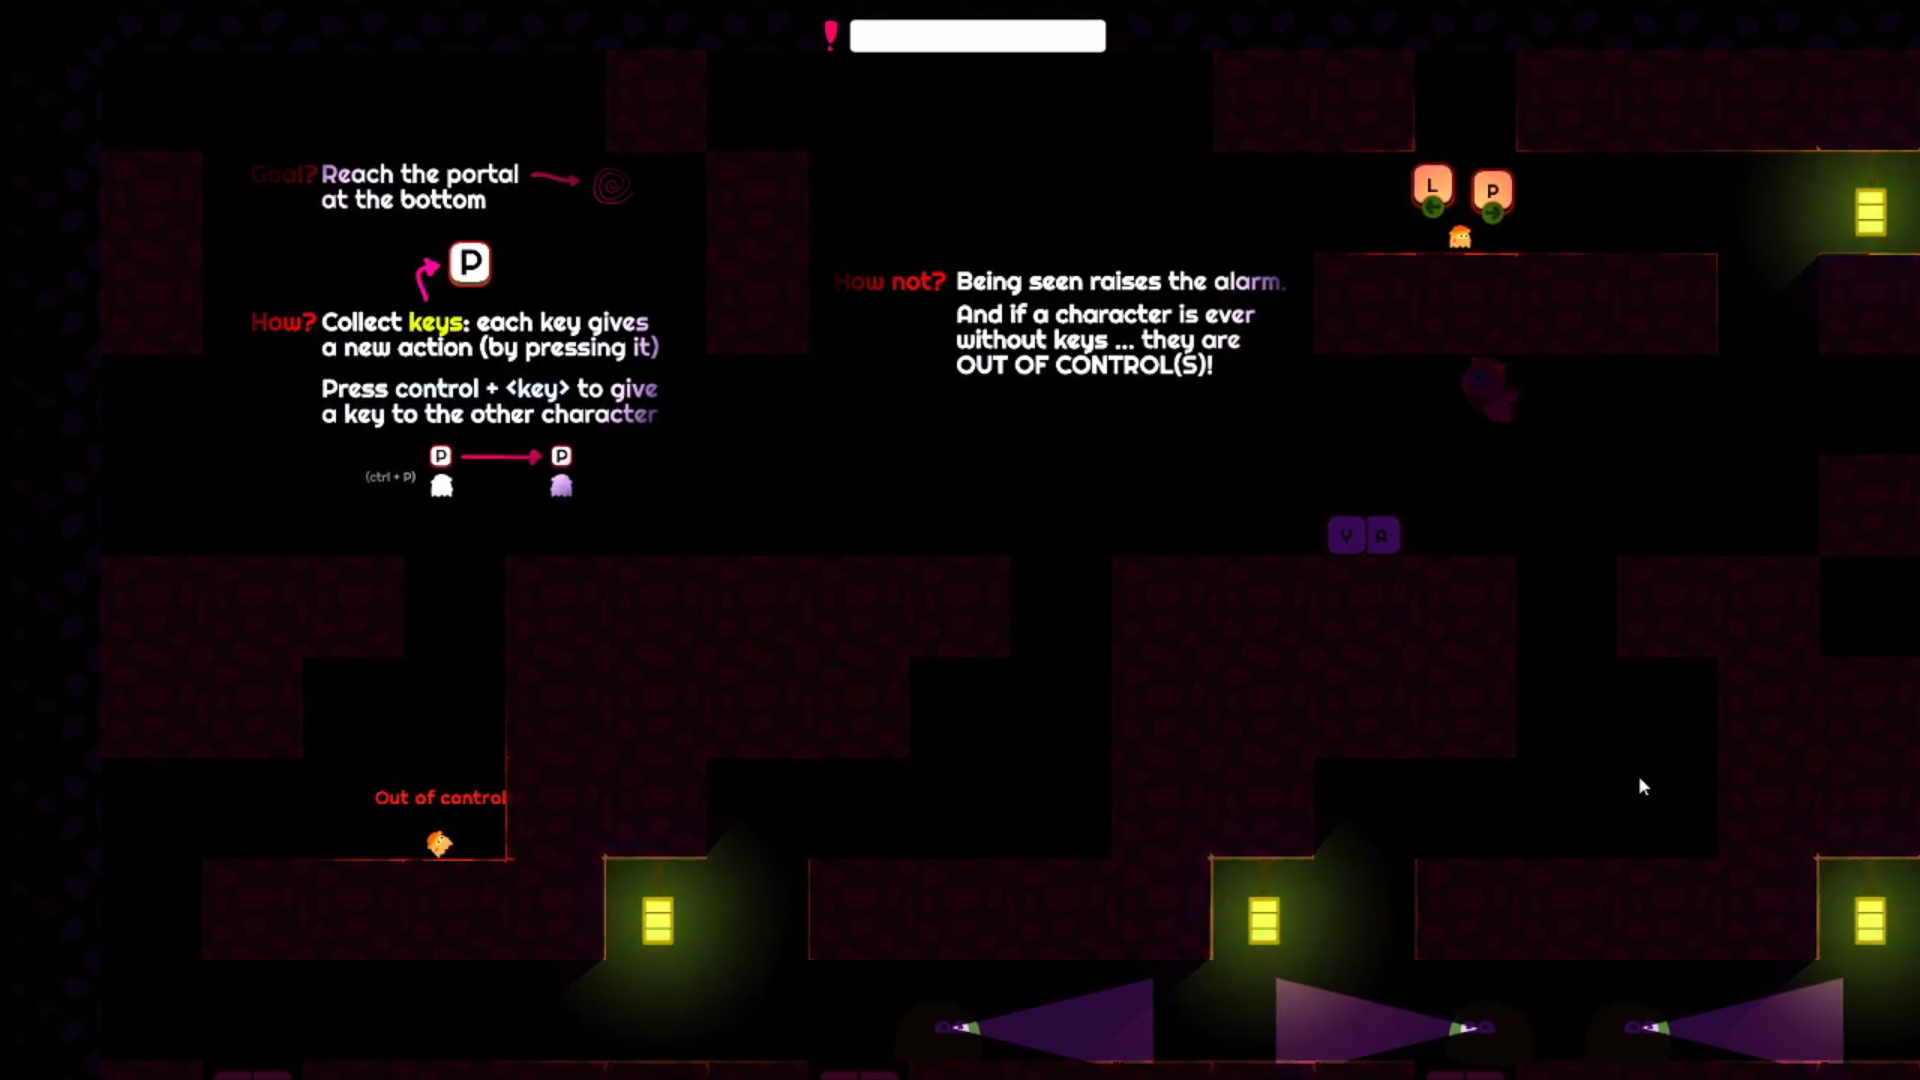 Goal? Reach the portal
at the bottom
P
How? Collect keys: each key gives
a new action (by pressing it)
Press control + <key> to give
a key to the other character
P P
(ctrl + P)
How not? Being seen raises the alarm.
And if a character is ever
without keys ... they are
OUT OF CONTROL(S)!
L P
Y A
Out of control